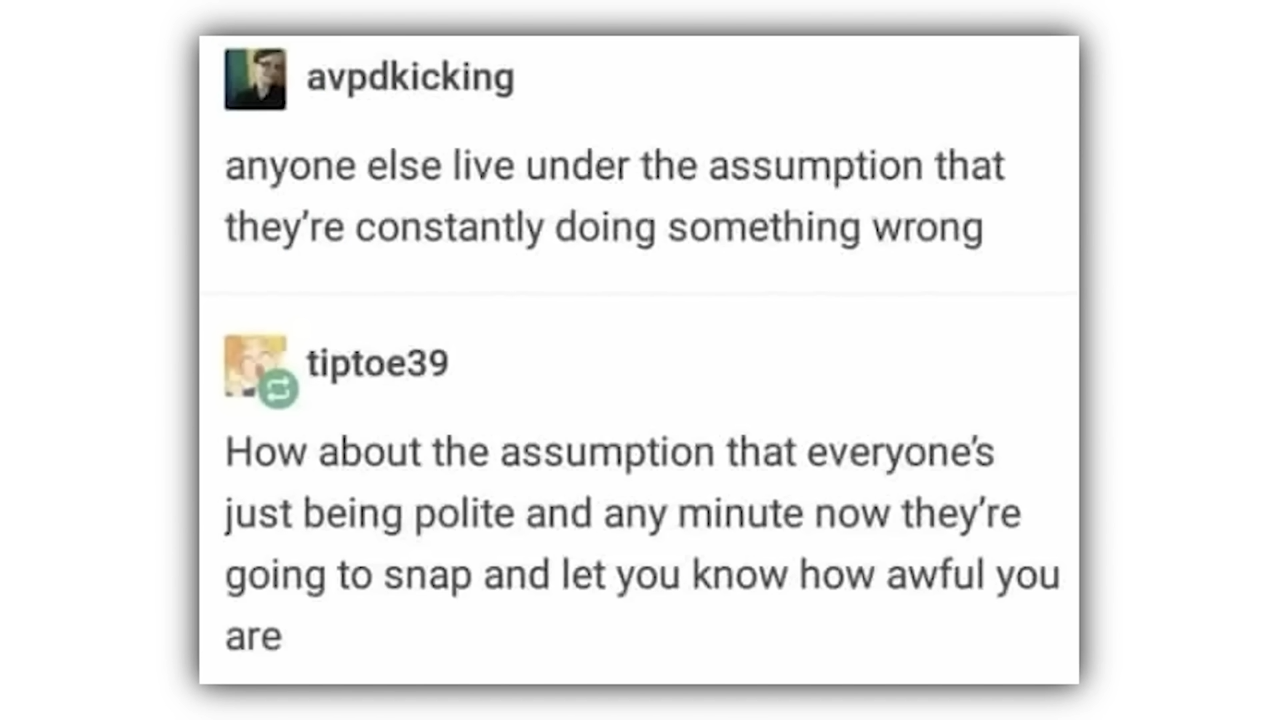 avpdkicking
anyone else live under the assumption that
they're constantly doing something wrong
tiptoe39
How about the assumption that everyone's
just being polite and any minute now they're
going to snap and let you know how awful you
are